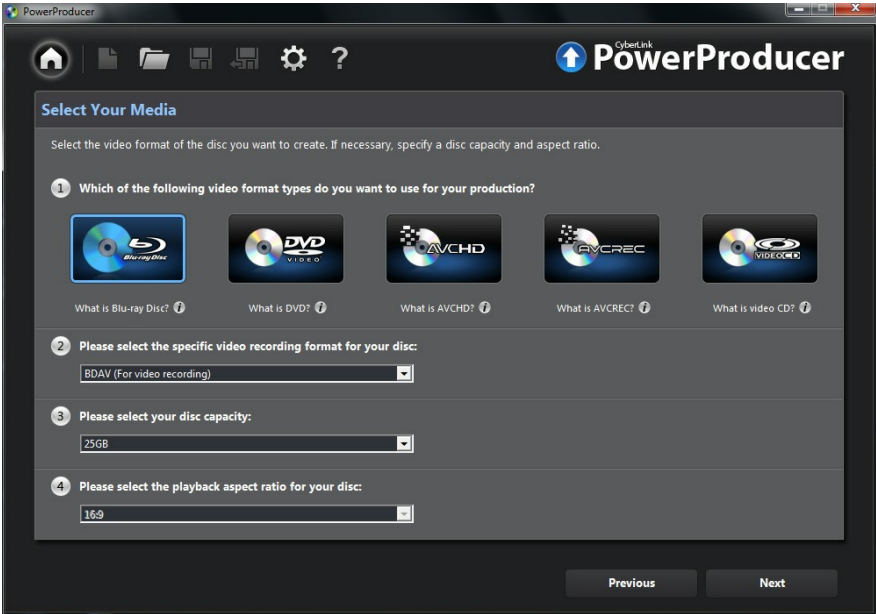 PowerProducer
?
CyberLink
PowerProducer
Select Your Media
Select the video format of the disc you want to create. If necessary, specify a disc capacity and aspect ratio.
1 Which of the following video format types do you want to use for your production?
Blu-ray Disc DVD VIDEO AVCHD AVCREC VIDEO CD
What is Blu-ray Disc? i What is DVD? i What is AVCHD? i What is AVCREC? i What is video CD? i
2 Please select the specific video recording format for your disc:
BDAV (For video recording)
3 Please select your disc capacity:
25GB
4 Please select the playback aspect ratio for your disc:
16:9
Previous Next